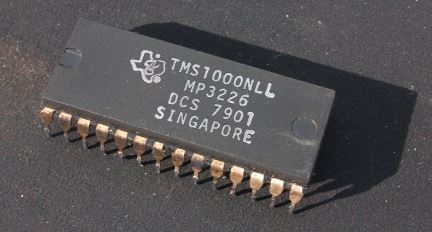 TMS1000NLL
MP3226
DCS 7901
SINGAPORE